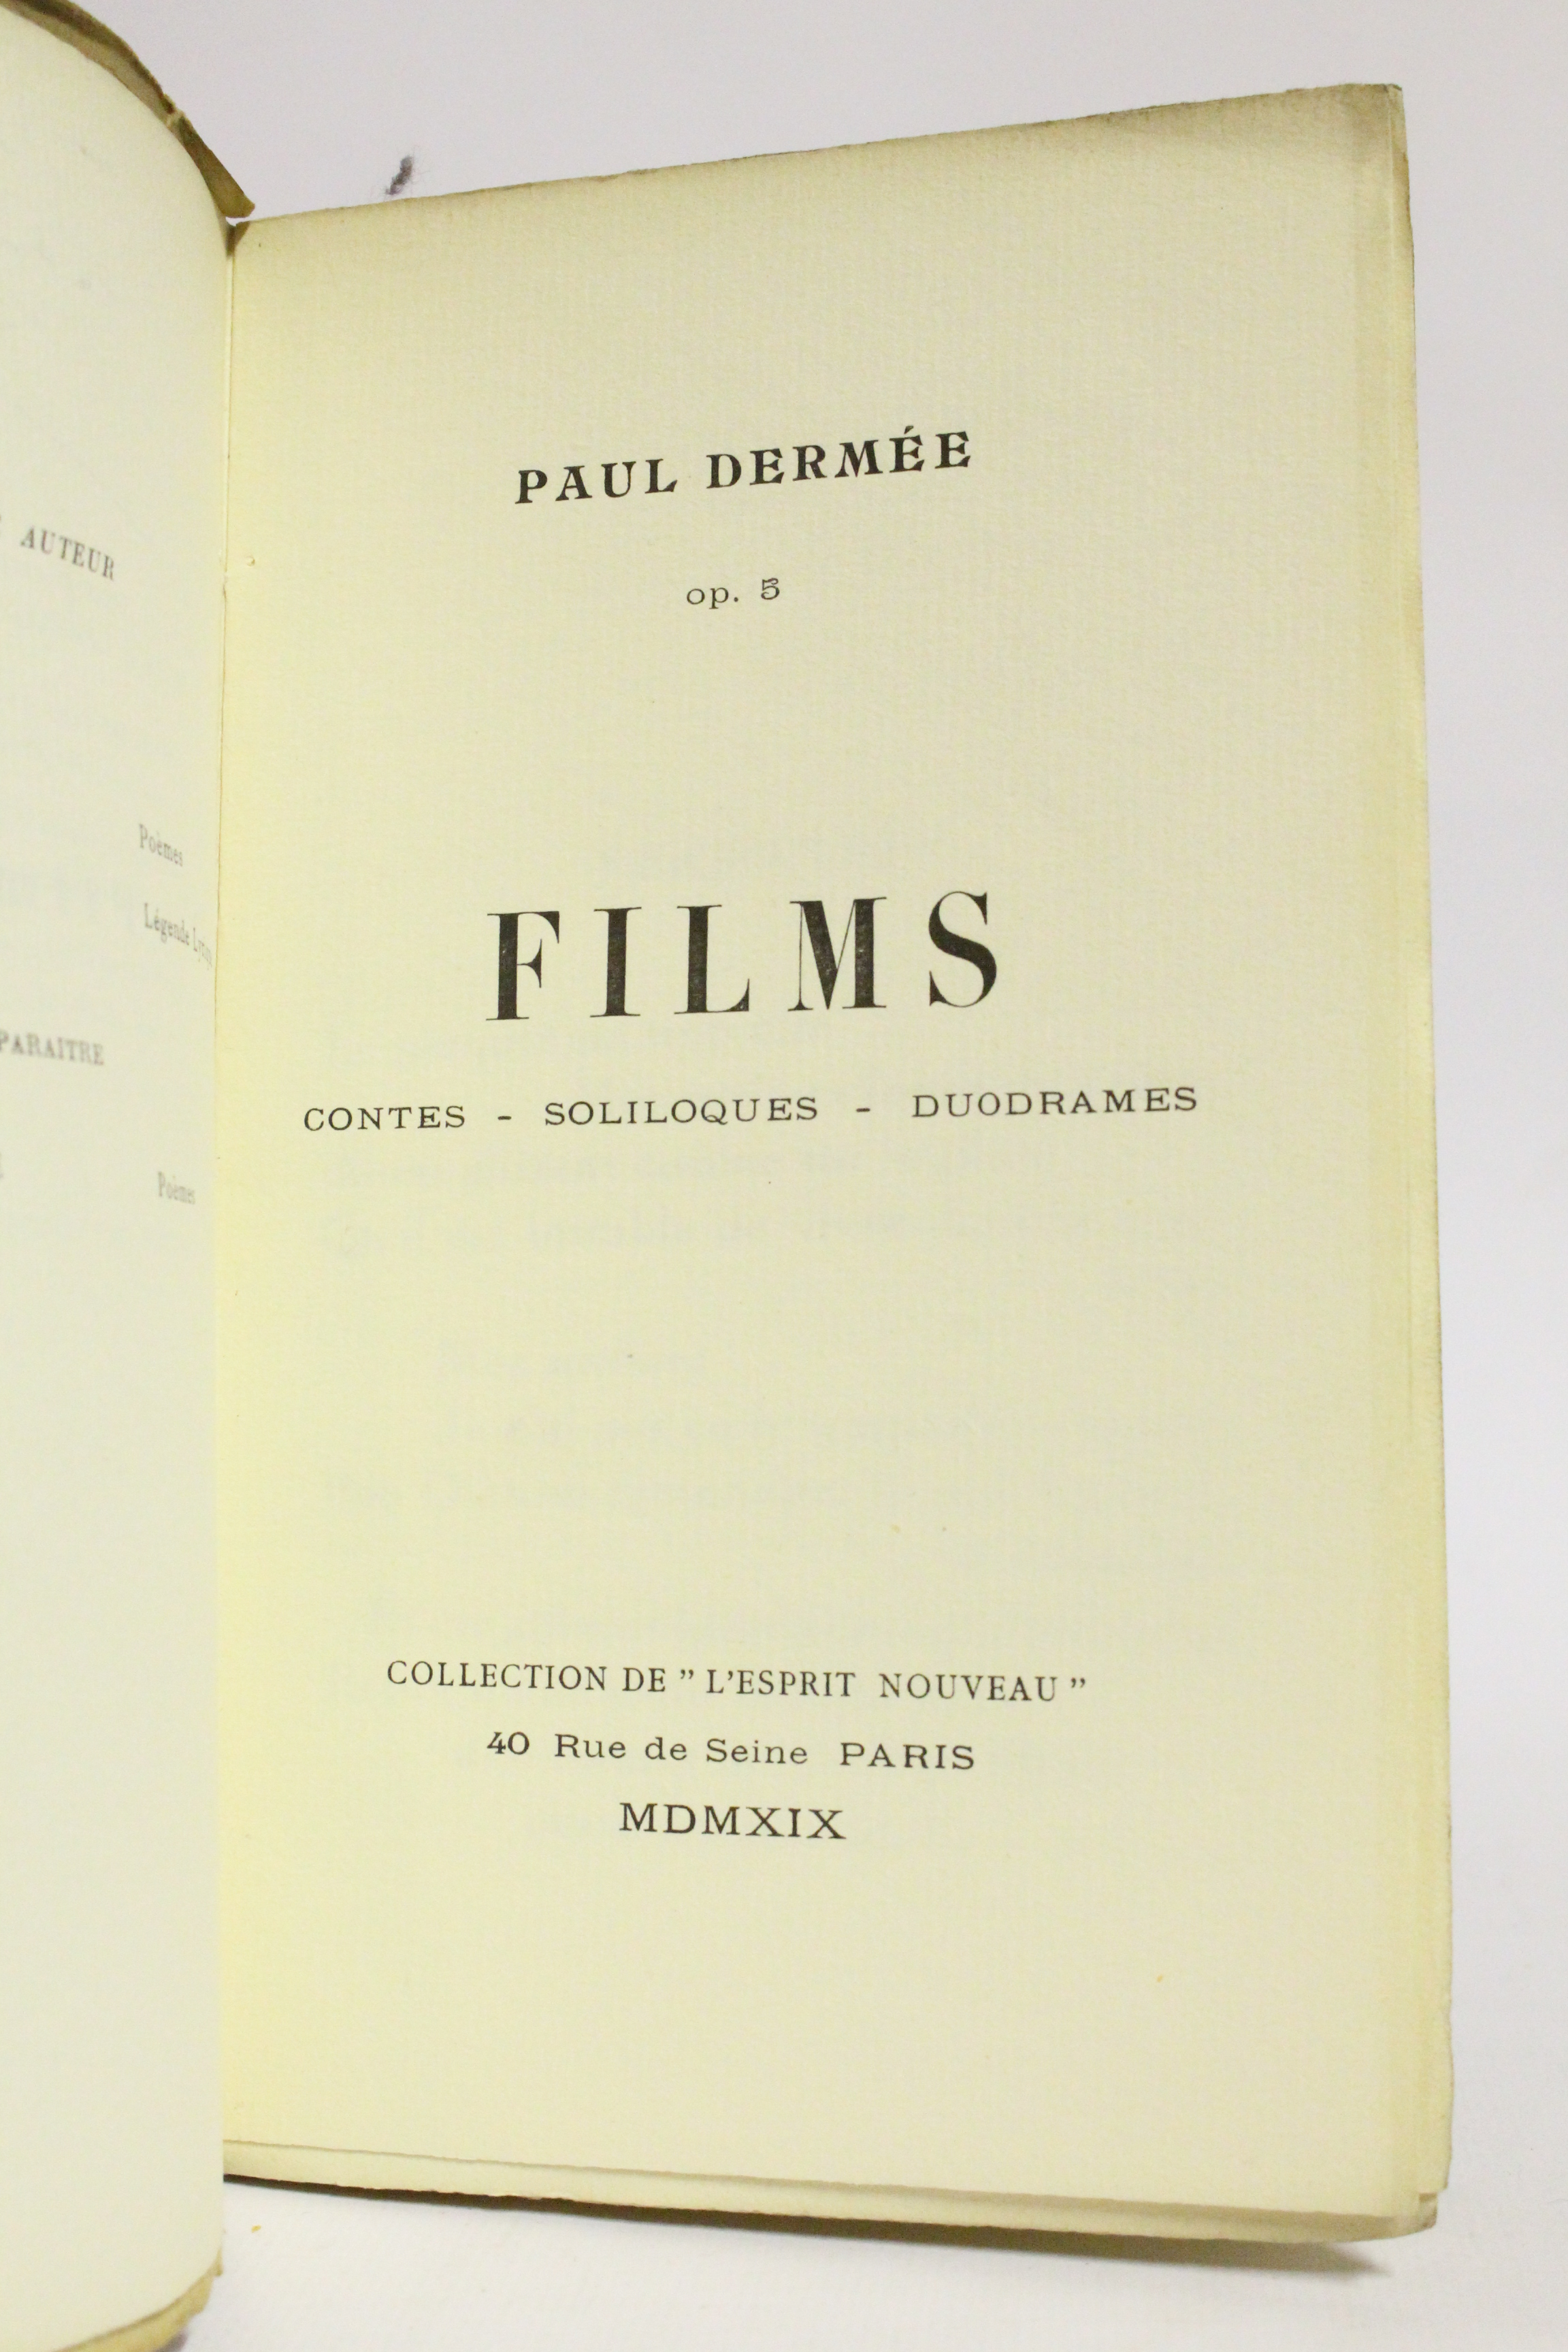 AUTEUR
Poèmes
Légende
PARAITRE
Poèmes
PAUL DERMÉE
op. 5
FILMS
CONTES - SOLILOQUES - DUODRAMES
COLLECTION DE " L'ESPRIT NOUVEAU "
40 Rue de Seine PARIS
MDMXIX